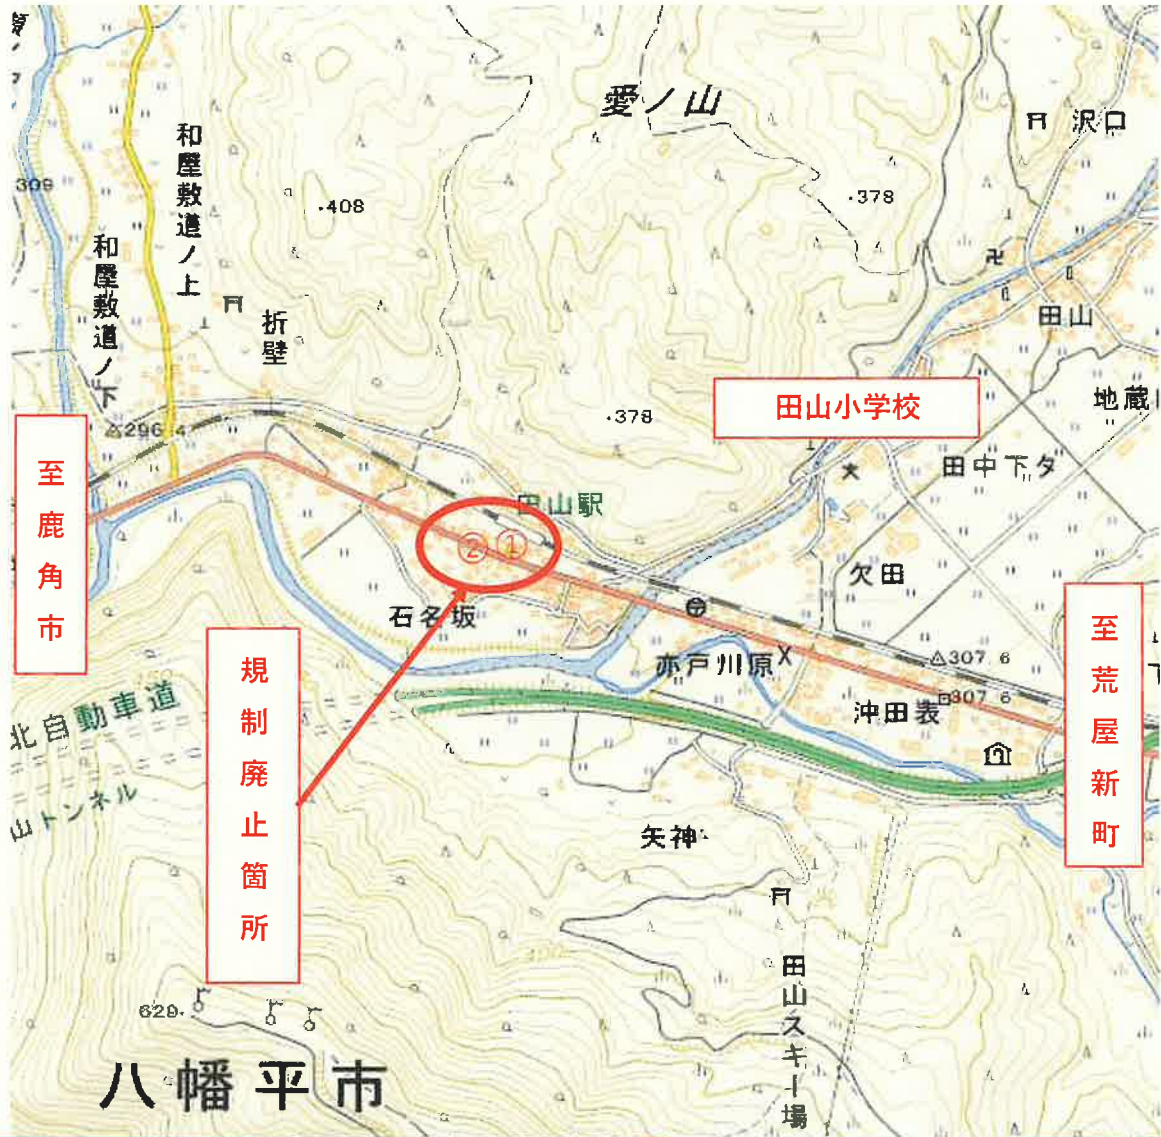 愛ノ山
沢口
和屋敷道ノ上
309
・408
・378
和屋敷道ノ下
折壁
田山
地蔵
田山小学校
・378
296.4
田中下タ
至鹿角市
田山駅
② ①
欠田
石名坂
至荒屋新町
規制廃止箇所
赤戸川原
307.6
307.6
沖田表
北自動車道
山トンネル
矢神
田山スキー場
629
八幡平市